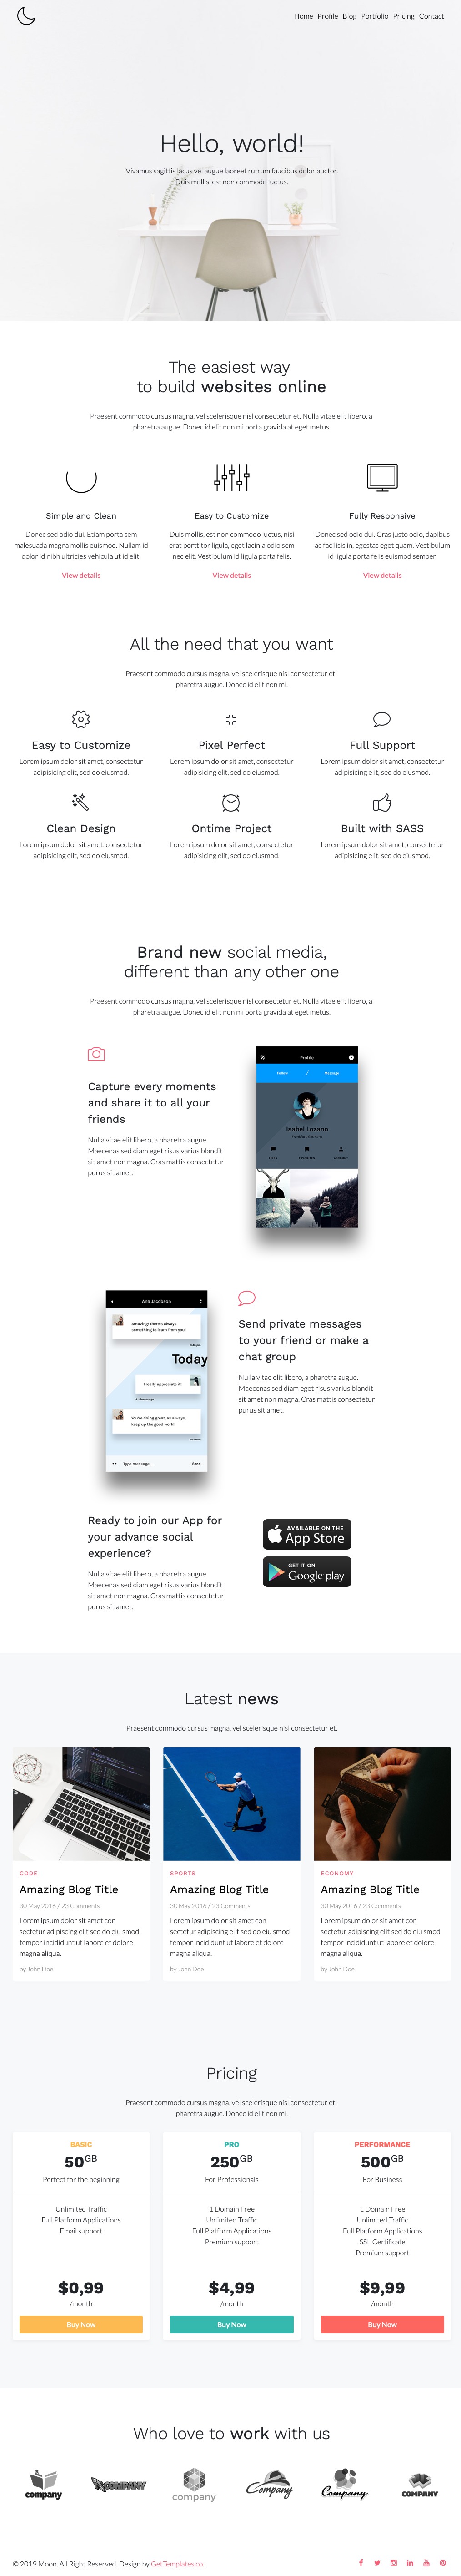 Home Profile Blog Portfolio Pricing Contact
Hello, world!
Vivamus sagittis lacus vel augue laoreet rutrum faucibus dolor auctor.
Duis mollis, est non commodo luctus.
The easiest way
to build websites online
Praesent commodo cursus magna, vel scelerisque nisl consectetur et. Nulla vitae elit libero, a
pharetra augue. Donec id elit non mi porta gravida at eget metus.
Simple and Clean
Donec sed odio dui. Etiam porta sem
malesuada magna mollis euismod. Nullam id
dolor id nibh ultricies vehicula ut id elit.
View details
Easy to Customize
Duis mollis, est non commodo luctus, nisi
erat porttitor ligula, eget lacinia odio sem
nec elit. Vestibulum id ligula porta felis.
View details
Fully Responsive
Donec sed odio dui. Cras justo odio, dapibus
ac facilisis in, egestas eget quam. Vestibulum
id ligula porta felis euismod semper.
View details
All the need that you want
Praesent commodo cursus magna, vel scelerisque nisl consectetur et.
pharetra augue. Donec id elit non mi.
Easy to Customize
Lorem ipsum dolor sit amet, consectetur
adipisicing elit, sed do eiusmod.
Pixel Perfect
Lorem ipsum dolor sit amet, consectetur
adipisicing elit, sed do eiusmod.
Full Support
Lorem ipsum dolor sit amet, consectetur
adipisicing elit, sed do eiusmod.
Clean Design
Lorem ipsum dolor sit amet, consectetur
adipisicing elit, sed do eiusmod.
Ontime Project
Lorem ipsum dolor sit amet, consectetur
adipisicing elit, sed do eiusmod.
Built with SASS
Lorem ipsum dolor sit amet, consectetur
adipisicing elit, sed do eiusmod.
Brand new social media,
different than any other one
Praesent commodo cursus magna, vel scelerisque nisl consectetur et. Nulla vitae elit libero, a
pharetra augue. Donec id elit non mi porta gravida at eget metus.
Capture every moments
and share it to all your
friends
Nulla vitae elit libero, a pharetra augue.
Maecenas sed diam eget risus varius blandit
sit amet non magna. Cras mattis consectetur
purus sit amet.
Profile
Follow / Message
Isabel Lozano
Ana Jacobson
Amazing! there's always
something to learn from you!
Today
I really appreciate it!
You're doing great, as always,
keep up the good work!
Type message...
Send
Send private messages
to your friend or make a
chat group
Nulla vitae elit libero, a pharetra augue.
Maecenas sed diam eget risus varius blandit
sit amet non magna. Cras mattis consectetur
purus sit amet.
Ready to join our App for
your advance social
experience?
Nulla vitae elit libero, a pharetra augue.
Maecenas sed diam eget risus varius blandit
sit amet non magna. Cras mattis consectetur
purus sit amet.
AVAILABLE ON THE
App Store
GET IT ON
Google play
Latest news
Praesent commodo cursus magna, vel scelerisque nisl consectetur et.
CODE
Amazing Blog Title
30 May 2016 / 23 Comments
Lorem ipsum dolor sit amet con
sectetur adipiscing elit sed do eiu smod
tempor incididunt ut labore et dolore
magna aliqua.
by John Doe
SPORTS
Amazing Blog Title
30 May 2016 / 23 Comments
Lorem ipsum dolor sit amet con
sectetur adipiscing elit sed do eiu smod
tempor incididunt ut labore et dolore
magna aliqua.
by John Doe
ECONOMY
Amazing Blog Title
30 May 2016 / 23 Comments
Lorem ipsum dolor sit amet con
sectetur adipiscing elit sed do eiu smod
tempor incididunt ut labore et dolore
magna aliqua.
by John Doe
Pricing
Praesent commodo cursus magna, vel scelerisque nisl consectetur et.
pharetra augue. Donec id elit non mi.
BASIC
50GB
Perfect for the beginning
Unlimited Traffic
Full Platform Applications
Email support
$0,99
/month
Buy Now
PRO
250GB
For Professionals
1 Domain Free
Unlimited Traffic
Full Platform Applications
Premium support
$4,99
/month
Buy Now
PERFORMANCE
500GB
For Business
1 Domain Free
Unlimited Traffic
Full Platform Applications
SSL Certificate
Premium support
$9,99
/month
Buy Now
Who love to work with us
company
COMPANY
company
Company
Company
COMPANY
© 2019 Moon. All Right Reserved. Design by GetTemplates.co.